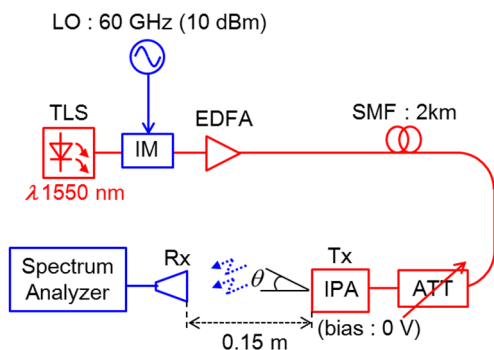 LO : 60 GHz (10 dBm)
TLS
IM
EDFA
SMF : 2km
λ1550 nm
Spectrum
Analyzer
Rx
θ
Tx
IPA
ATT
(bias : 0 V)
0.15 m